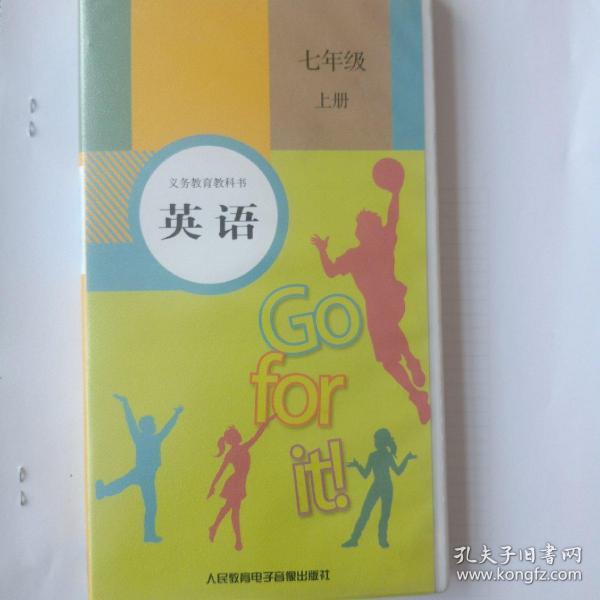 七年级
上册
义务教育教科书
英语
Go
for
it!
人民教育电子音像出版社
孔夫子旧书网
www.kongfz.com